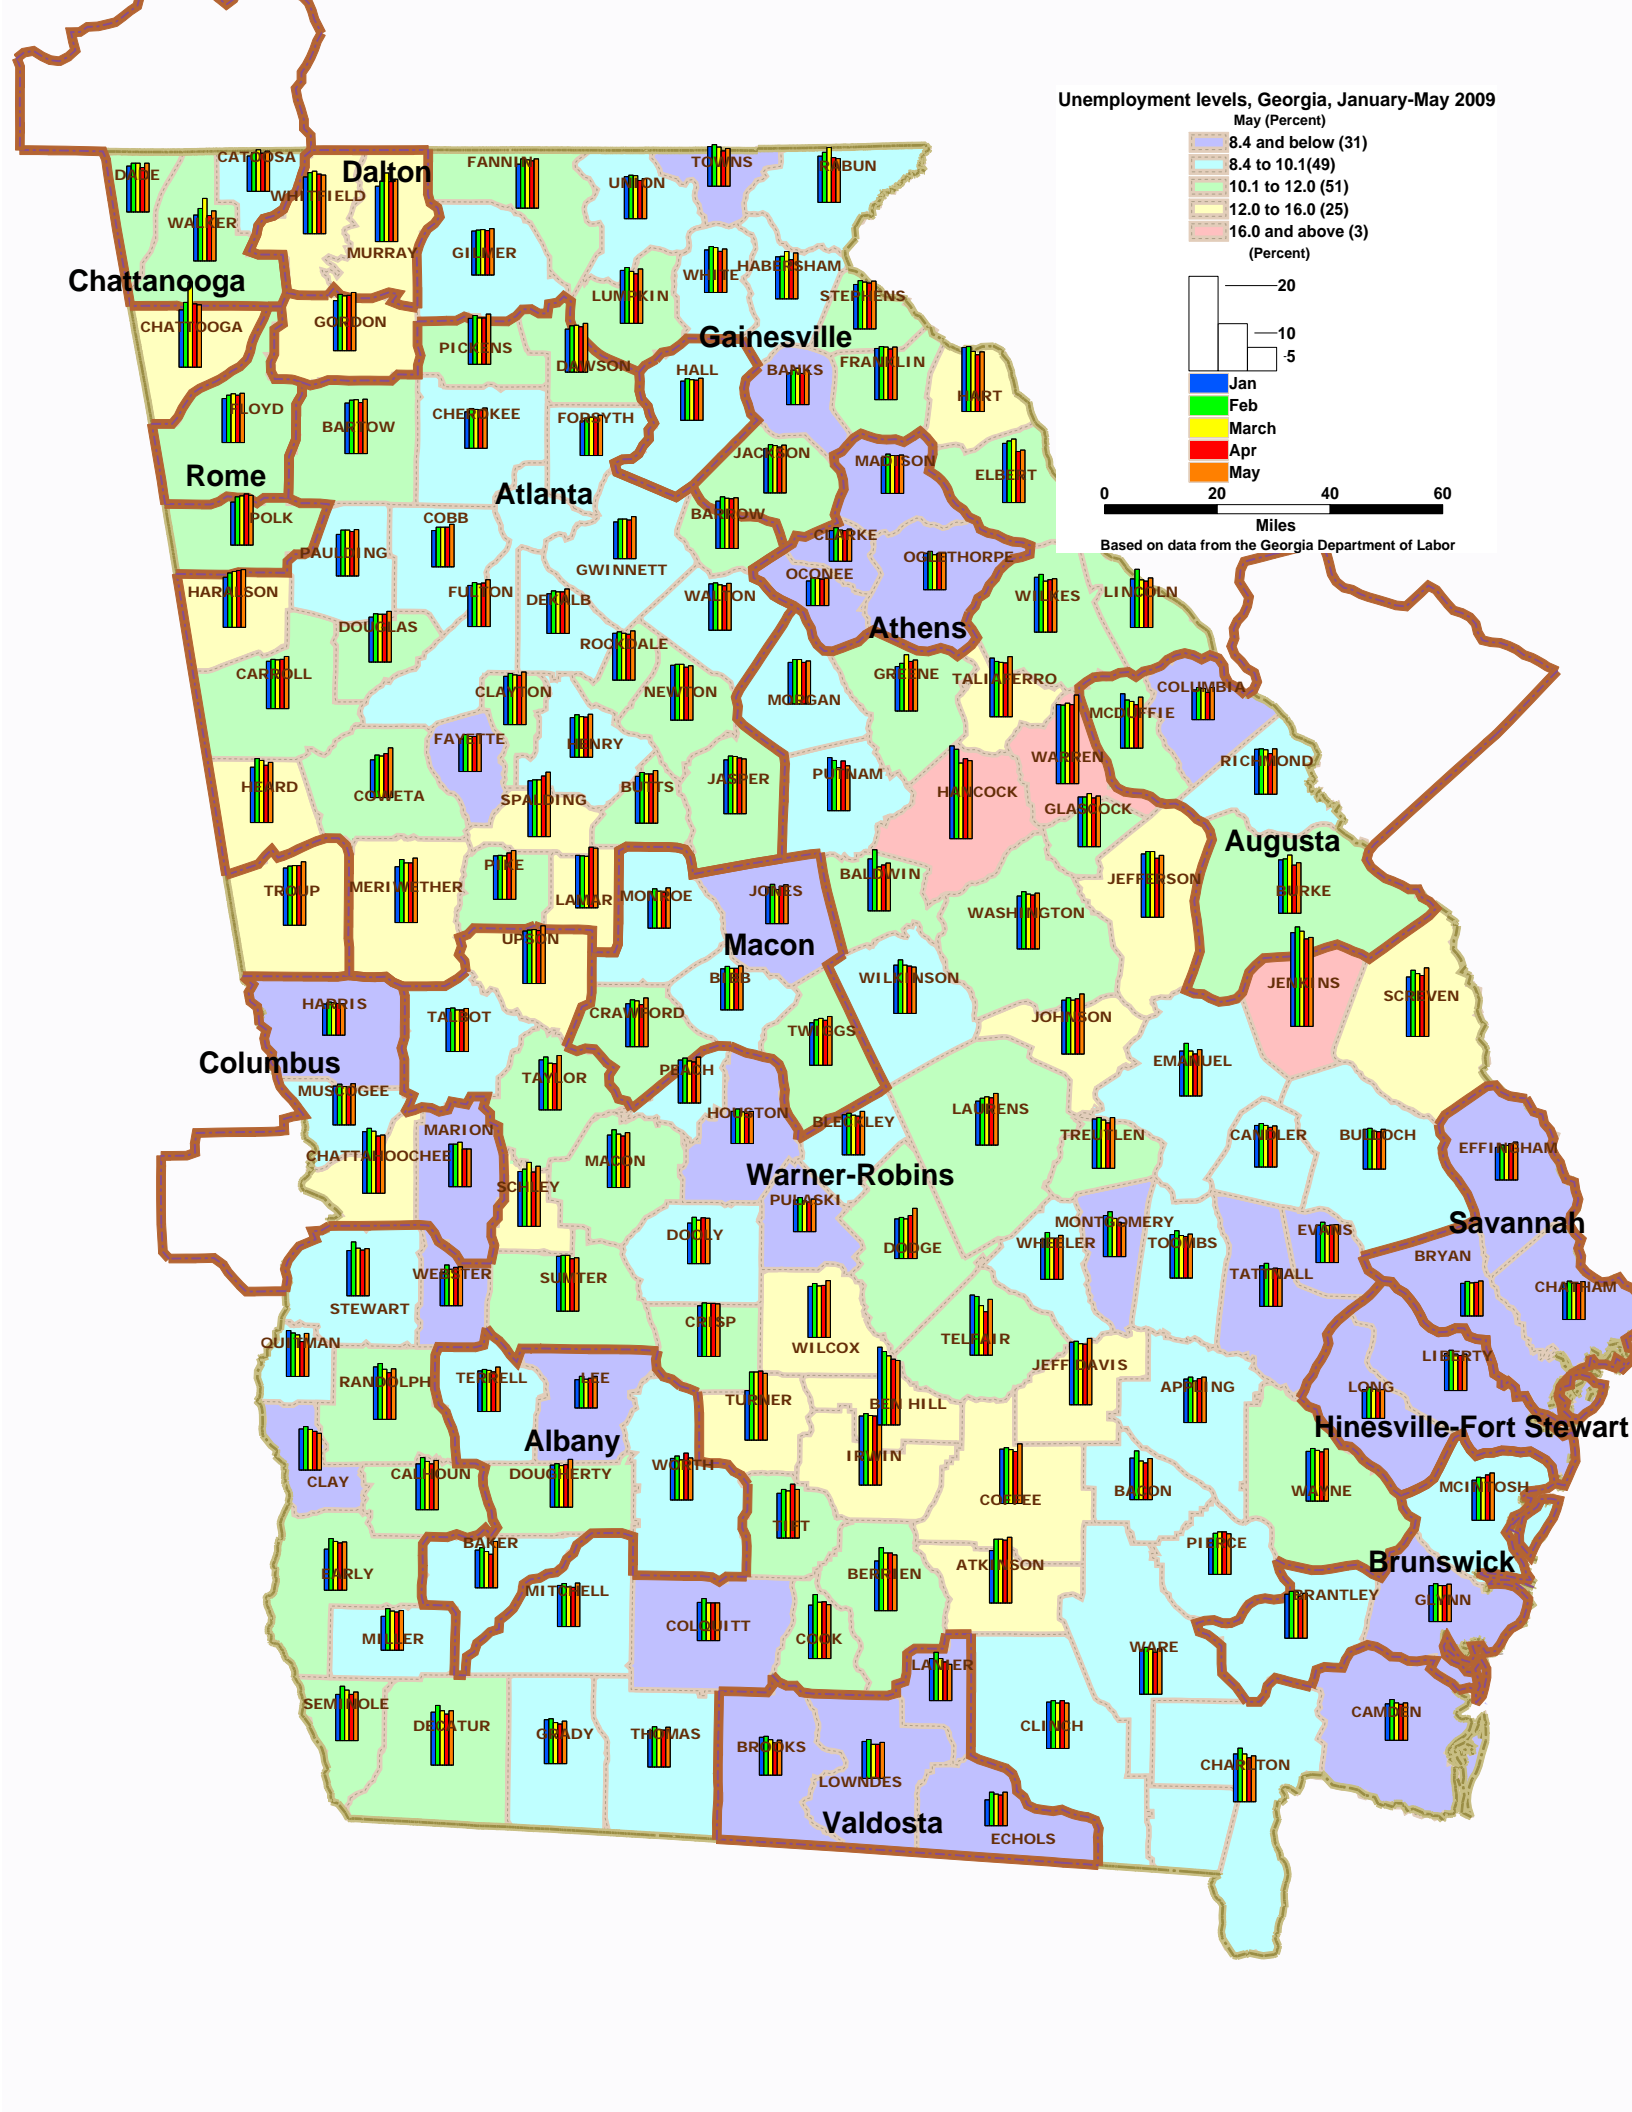 Unemployment levels, Georgia, January-May 2009
May (Percent)
8.4 and below (31)
8.4 to 10.1(49)
10.1 to 12.0 (51)
12.0 to 16.0 (25)
16.0 and above (3)
(Percent)
20
10
5
Jan
Feb
March
Apr
May
0 20 40 60
Miles
Based on data from the Georgia Department of Labor
DADE
CATOOSA
WHITFIELD
Dalton
FANNIN
UNION
TOWNS
RABUN
WALKER
MURRAY
GILMER
Chattanooga
LUMPKIN
WHITE
HABERSHAM
STEPHENS
CHATTOOGA
GORDON
PICKENS
DAWSON
Gainesville
HALL
BANKS
FRANKLIN
HART
FLOYD
BARTOW
CHEROKEE
FORSYTH
JACKSON
MADISON
ELBERT
Rome
Atlanta
POLK
PAULDING
COBB
BARROW
CLARKE
OCONEE
OGLETHORPE
GWINNETT
HARALSON
FULTON
DEKALB
WALTON
WILKES
LINCOLN
DOUGLAS
ROCKDALE
Athens
CARROLL
CLAYTON
NEWTON
MORGAN
GREENE
TALIAFERRO
MCDUFFIE
COLUMBIA
FAYETTE
HENRY
WARREN
RICHMOND
HEARD
COWETA
SPALDING
BUTTS
JASPER
PUTNAM
HANCOCK
GLASCOCK
Augusta
TROUP
MERIWETHER
PIKE
LAMAR
MONROE
JONES
BALDWIN
JEFFERSON
BURKE
UPSON
Macon
WASHINGTON
BIBB
WILKINSON
JENKINS
SCREVEN
HARRIS
TALBOT
CRAWFORD
TWIGGS
JOHNSON
Columbus
EMANUEL
MUSCOGEE
TAYLOR
PEACH
HOUSTON
BLECKLEY
LAURENS
TREUTLEN
CANDLER
BULLOCH
EFFINGHAM
MARION
CHATTAHOOCHEE
MACON
Warner-Robins
SCHLEY
PULASKI
MONTGOMERY
WHEELER
TOOMBS
EVANS
Savannah
BRYAN
DOOLY
DODGE
TATTNALL
CHATHAM
WEBSTER
SUMTER
STEWART
CRISP
WILCOX
TELFAIR
JEFF DAVIS
LIBERTY
QUITMAN
RANDOLPH
TERRELL
LEE
TURNER
BEN HILL
APPLING
LONG
Hinesville-Fort Stewart
Albany
IRWIN
CLAY
CALHOUN
DOUGHERTY
WORTH
COFFEE
BACON
WAYNE
MCINTOSH
TIFT
BAKER
PIERCE
Brunswick
EARLY
MITCHELL
BERRIEN
ATKINSON
BRANTLEY
GLYNN
MILLER
COLQUITT
COOK
WARE
LANIER
SEMINOLE
DECATUR
GRADY
THOMAS
BROOKS
LOWNDES
CLINCH
CHARLTON
CAMDEN
Valdosta
ECHOLS